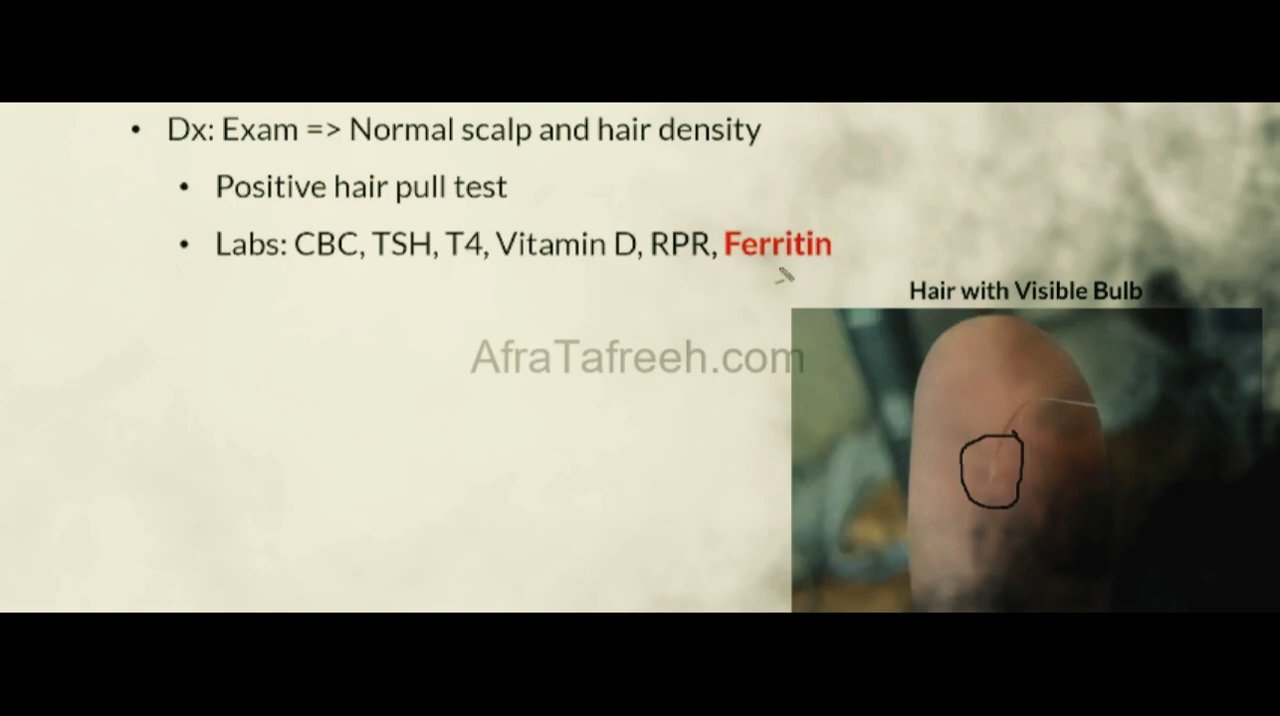 • Dx: Exam => Normal scalp and hair density
• Positive hair pull test
• Labs: CBC, TSH, T4, Vitamin D, RPR, Ferritin
Hair with Visible Bulb
AfraTafreeh.com